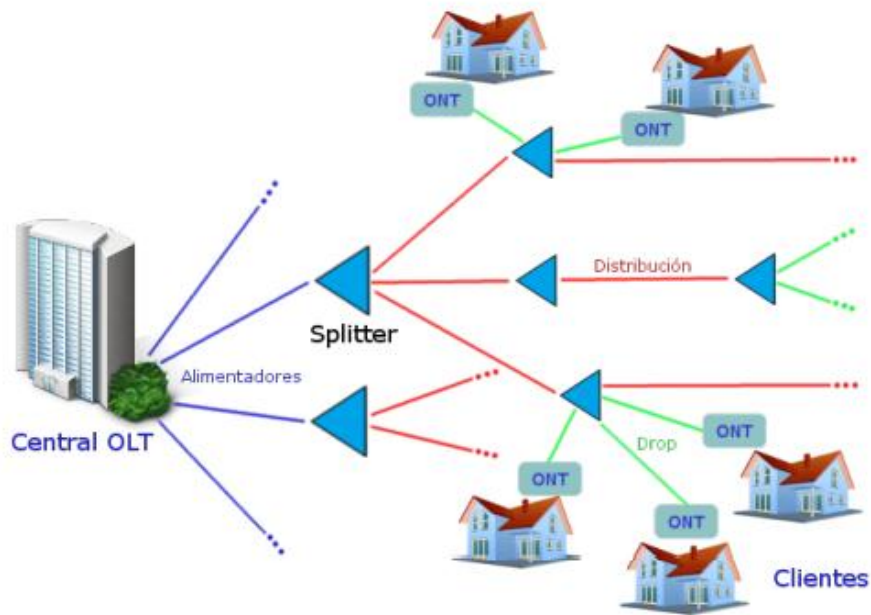 ONT
ONT
Distribución
Splitter
Alimentadores
Central OLT
Drop
ONT
ONT
ONT
Clientes